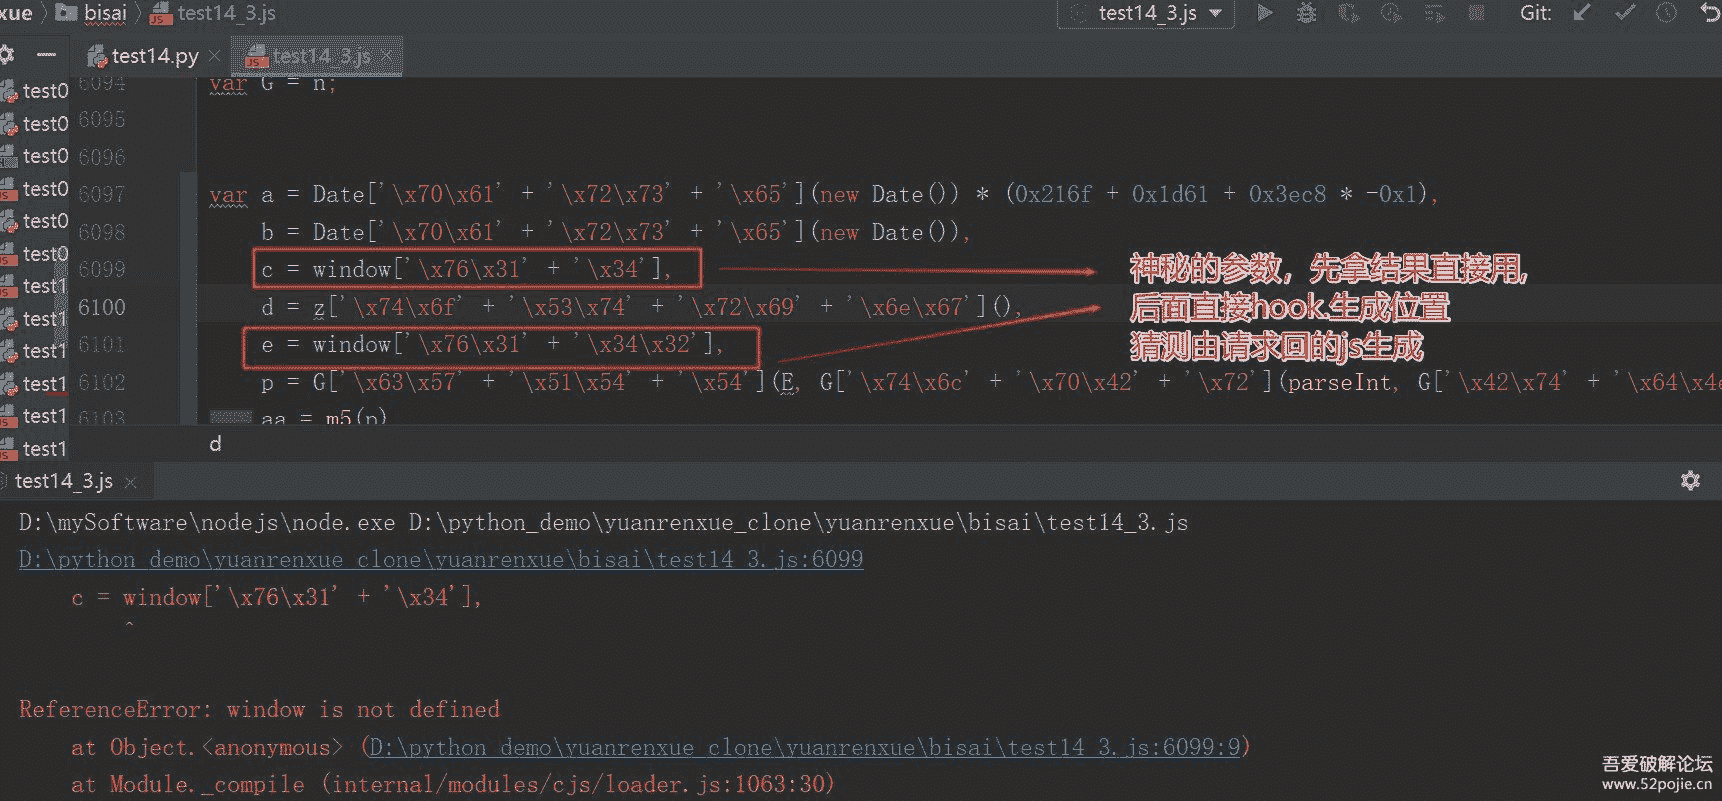 xue
bisai
test14_3.js
test14_3.js
Git:
test14.py
test14_3.js
test0
test0
test0
test0
test0
test0
test1
test1
test1
test1
test1
test1
6094 var G = n;
6095
6096
6097 var a = Date['\x70\x61' + '\x72\x73' + '\x65'](new Date()) * (0x216f + 0x1d61 + 0x3ec8 * -0x1),
6098 b = Date['\x70\x61' + '\x72\x73' + '\x65'](new Date()),
6099 c = window['\x76\x31' + '\x34'],
6100 d = z['\x74\x6f' + '\x53\x74' + '\x72\x69' + '\x6e\x67'](),
6101 e = window['\x76\x31' + '\x34\x32'],
6102 p = G['\x63\x57' + '\x51\x54' + '\x54'](E, G['\x74\x6c' + '\x70\x42' + '\x72'](parseInt, G['\x42\x74' + '\x64\x4e
6103 aa = m5(p)
神秘的参数，先拿结果直接用，
后面直接hook.生成位置
猜测由请求回的js生成
d
test14_3.js
D:\mySoftware\nodejs\node.exe D:\python_demo\yuanrenxue_clone\yuanrenxue\bisai\test14_3.js
D:\python_demo\yuanrenxue_clone\yuanrenxue\bisai\test14_3.js:6099
c = window['\x76\x31' + '\x34'],
^
ReferenceError: window is not defined
at Object.<anonymous> (D:\python_demo\yuanrenxue_clone\yuanrenxue\bisai\test14_3.js:6099:9)
at Module._compile (internal/modules/cjs/loader.js:1063:30)
吾爱破解论坛
www.52pojie.cn